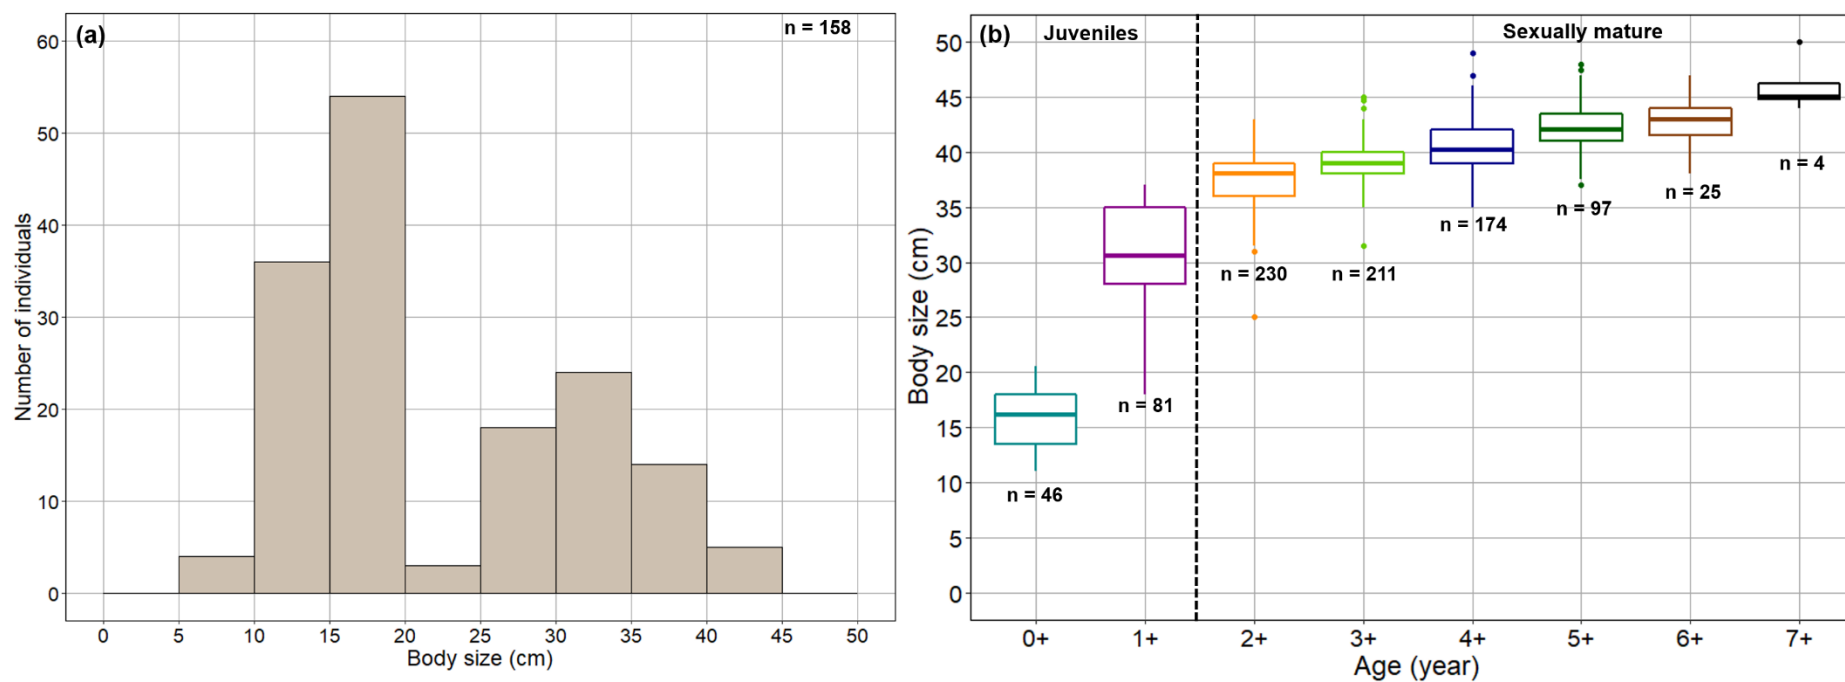 (a)
n = 158
Number of individuals
60
50
40
30
20
10
0
0 5 10 15 20 25 30 35 40 45 50
Body size (cm)
(b)
Juveniles
Sexually mature
Body size (cm)
50
45
40
35
30
25
20
15
10
5
0
n = 46
n = 81
n = 230
n = 211
n = 174
n = 97
n = 25
n = 4
0+ 1+ 2+ 3+ 4+ 5+ 6+ 7+
Age (year)